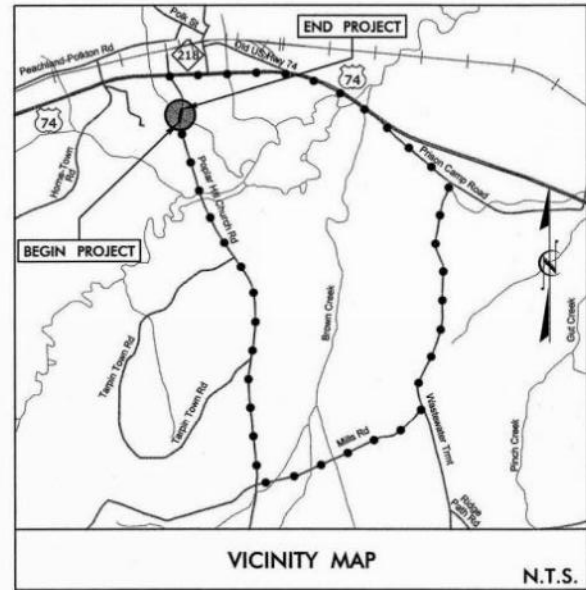 Polk St
END PROJECT
218
Peachland-Polkton Rd
Old US Hwy 74
74
74
Home-Town Rd
Poplar Hill Church Rd
Prison Camp Road
BEGIN PROJECT
Brown Creek
Gut Creek
Tarpin Town Rd
Tarpin Town Rd
Mills Rd
Wastewater Trmt
Pinch Creek
Ridge Path Rd
VICINITY MAP
N.T.S.